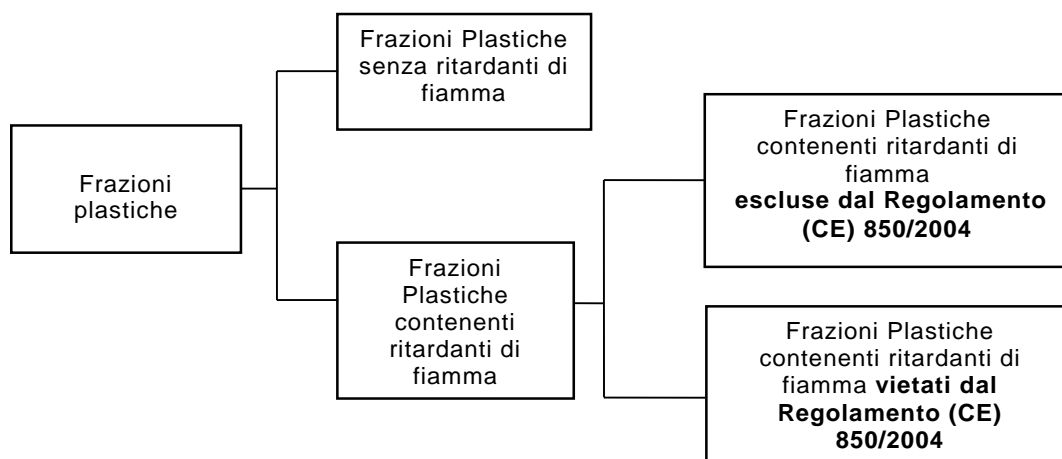 Frazioni
plastiche
Frazioni Plastiche
senza ritardanti di
fiamma
Frazioni
Plastiche
contenenti
ritardanti di
fiamma
Frazioni Plastiche
contenenti ritardanti di
fiamma
escluse dal Regolamento
(CE) 850/2004
Frazioni Plastiche
contenenti ritardanti di
fiamma vietati dal
Regolamento (CE)
850/2004